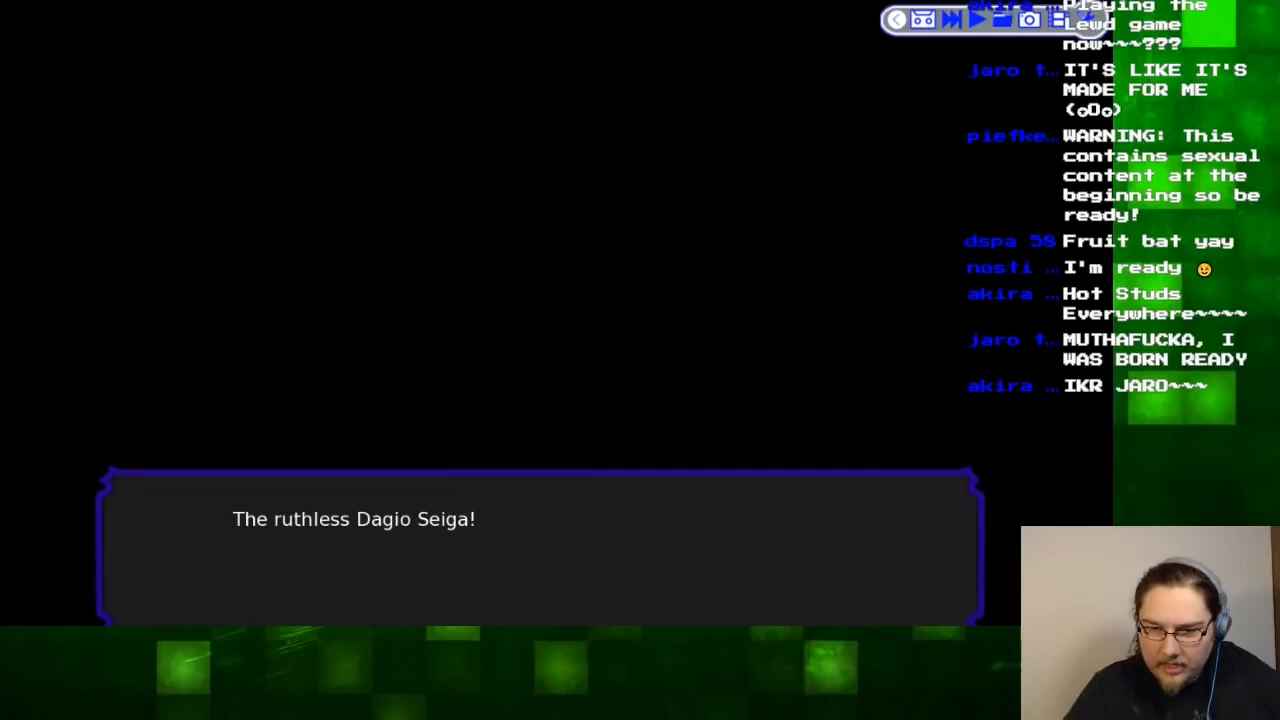 akira ... Playing the
Lewd game
now~~~???
jaro t... IT'S LIKE IT'S
MADE FOR ME
(✪O✪)
piefke... WARNING: This
contains sexual
content at the
beginning so be
ready!
dspa 58 Fruit bat yay
nosti ... I'm ready 😉
akira ... Hot Studs
Everywhere~~~~
jaro t... MUTHAFUCKA, I
WAS BORN READY
akira ... IKR JARO~~~
The ruthless Dagio Seiga!